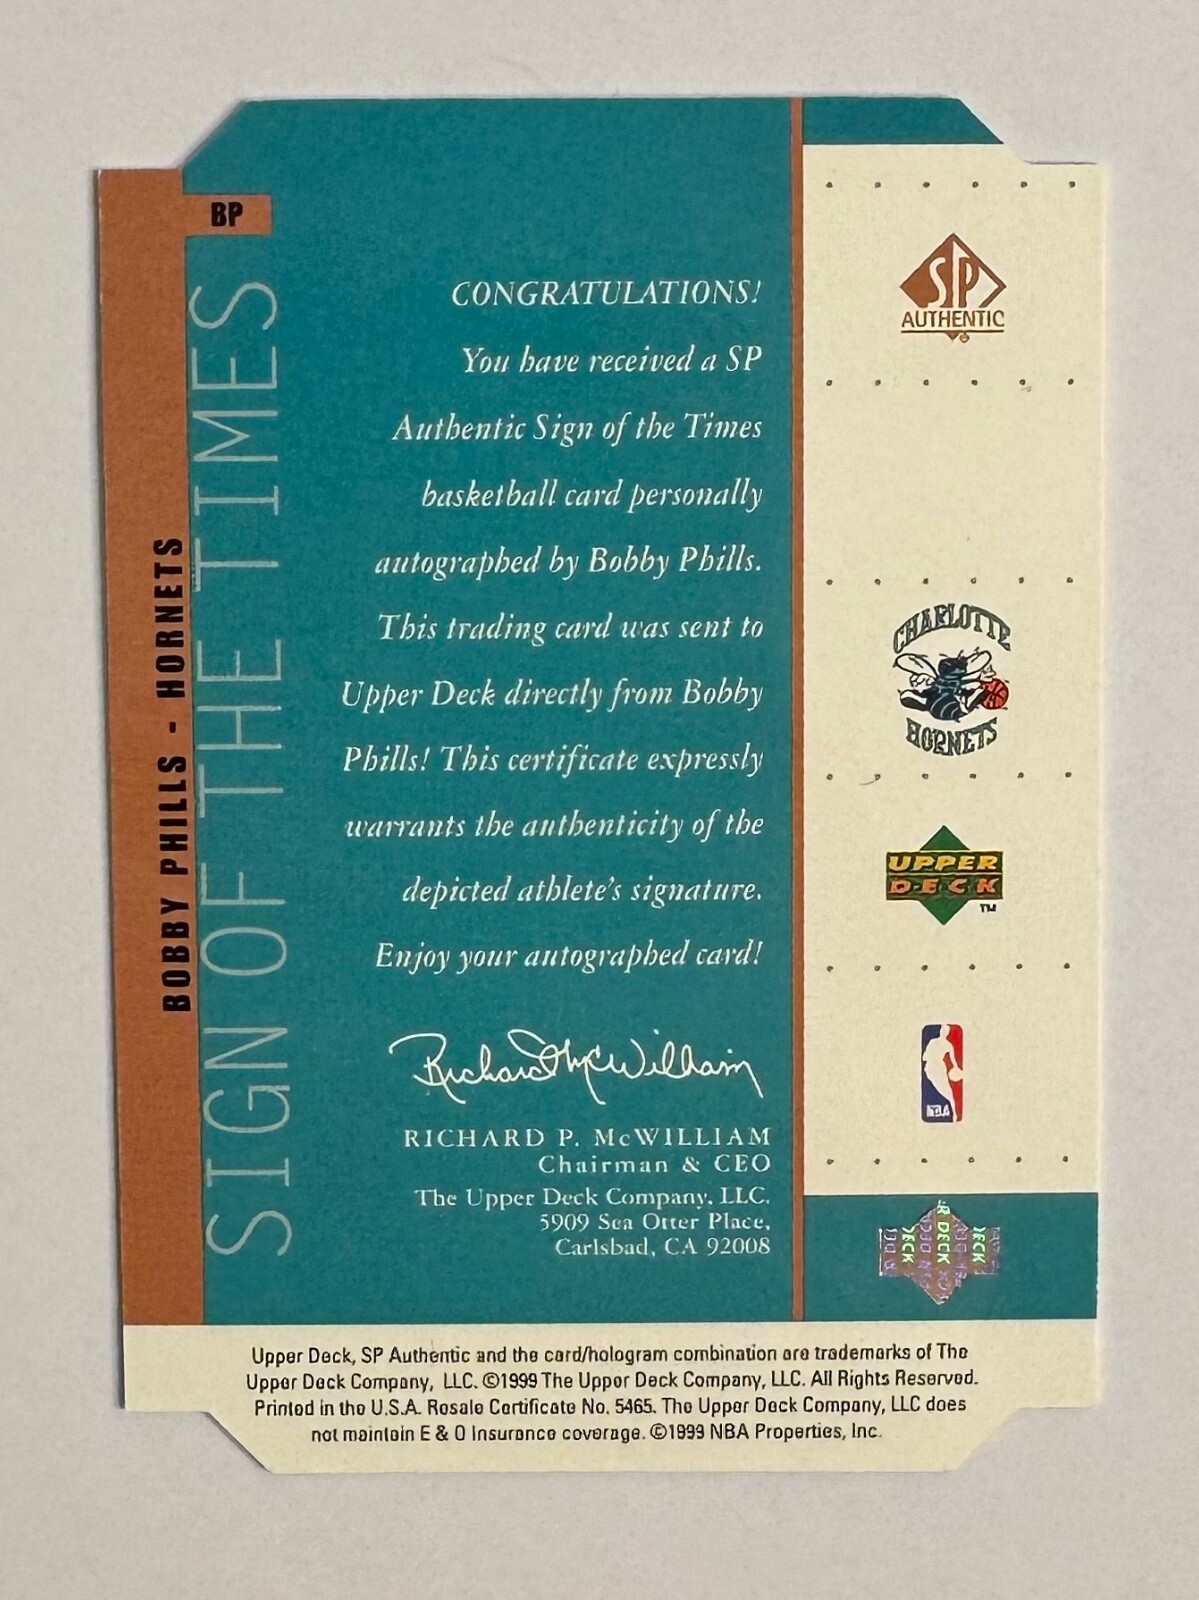 BP
BOBBY PHILLS - HORNETS
SIGN OF THE TIMES
CONGRATULATIONS!
You have received a SP
Authentic Sign of the Times
basketball card personally
autographed by Bobby Phills.
This trading card was sent to
Upper Deck directly from Bobby
Phills! This certificate expressly
warrants the authenticity of the
depicted athlete's signature.
Enjoy your autographed card!
Richard McWilliam
RICHARD P. McWILLIAM
Chairman & CEO
The Upper Deck Company, LLC.
5909 Sea Otter Place,
Carlsbad, CA 92008
SP
AUTHENTIC
CHARLOTTE
HORNETS
UPPER
DECK
TM
NBA
DECK
R DECK
DECK
Upper Deck, SP Authentic and the card/hologram combination are trademarks of The
Upper Deck Company, LLC. ©1999 The Upper Deck Company, LLC. All Rights Reserved.
Printed in the U.S.A. Resale Certificate No. 5465. The Upper Deck Company, LLC does
not maintain E & O Insurance coverage. ©1999 NBA Properties, Inc.